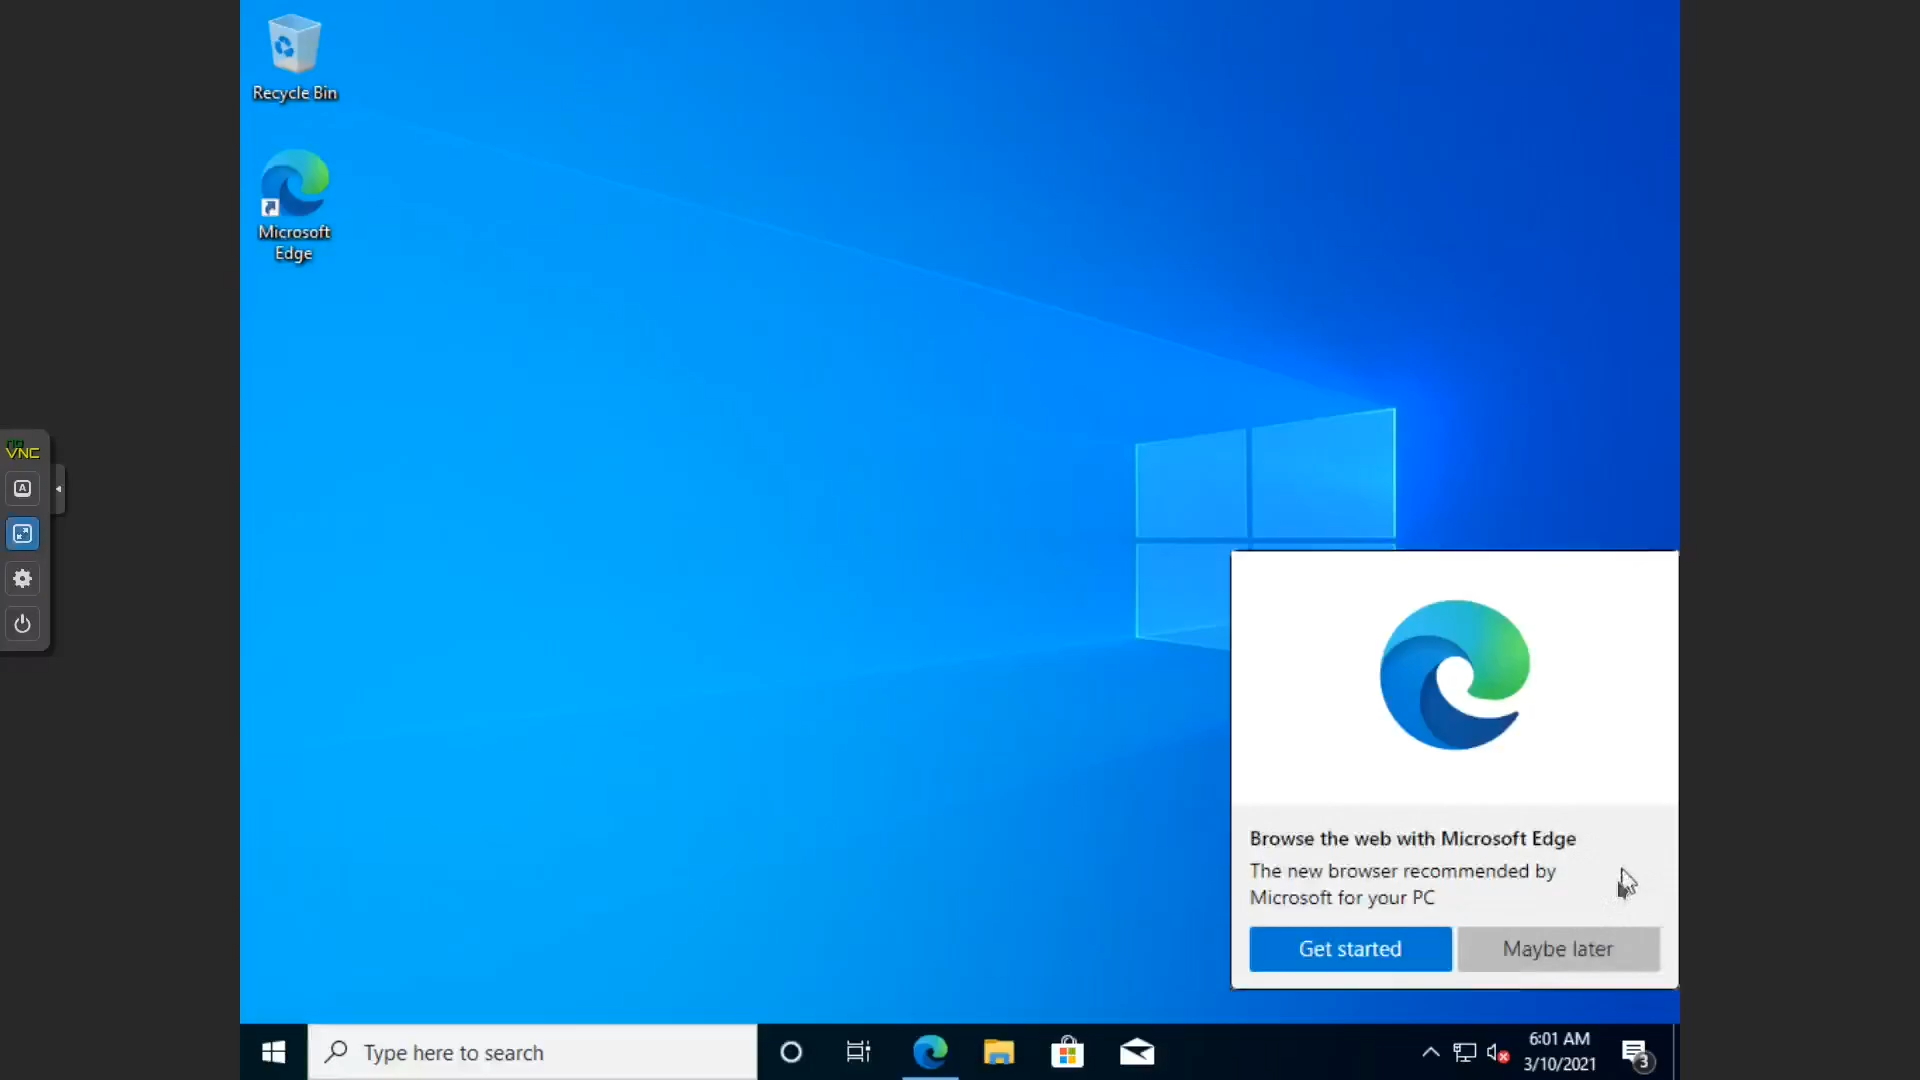 Recycle Bin
Microsoft
Edge
no
VNC
A
Browse the web with Microsoft Edge
The new browser recommended by
Microsoft for your PC
Get started
Maybe later
Type here to search
6:01 AM
3/10/2021
3